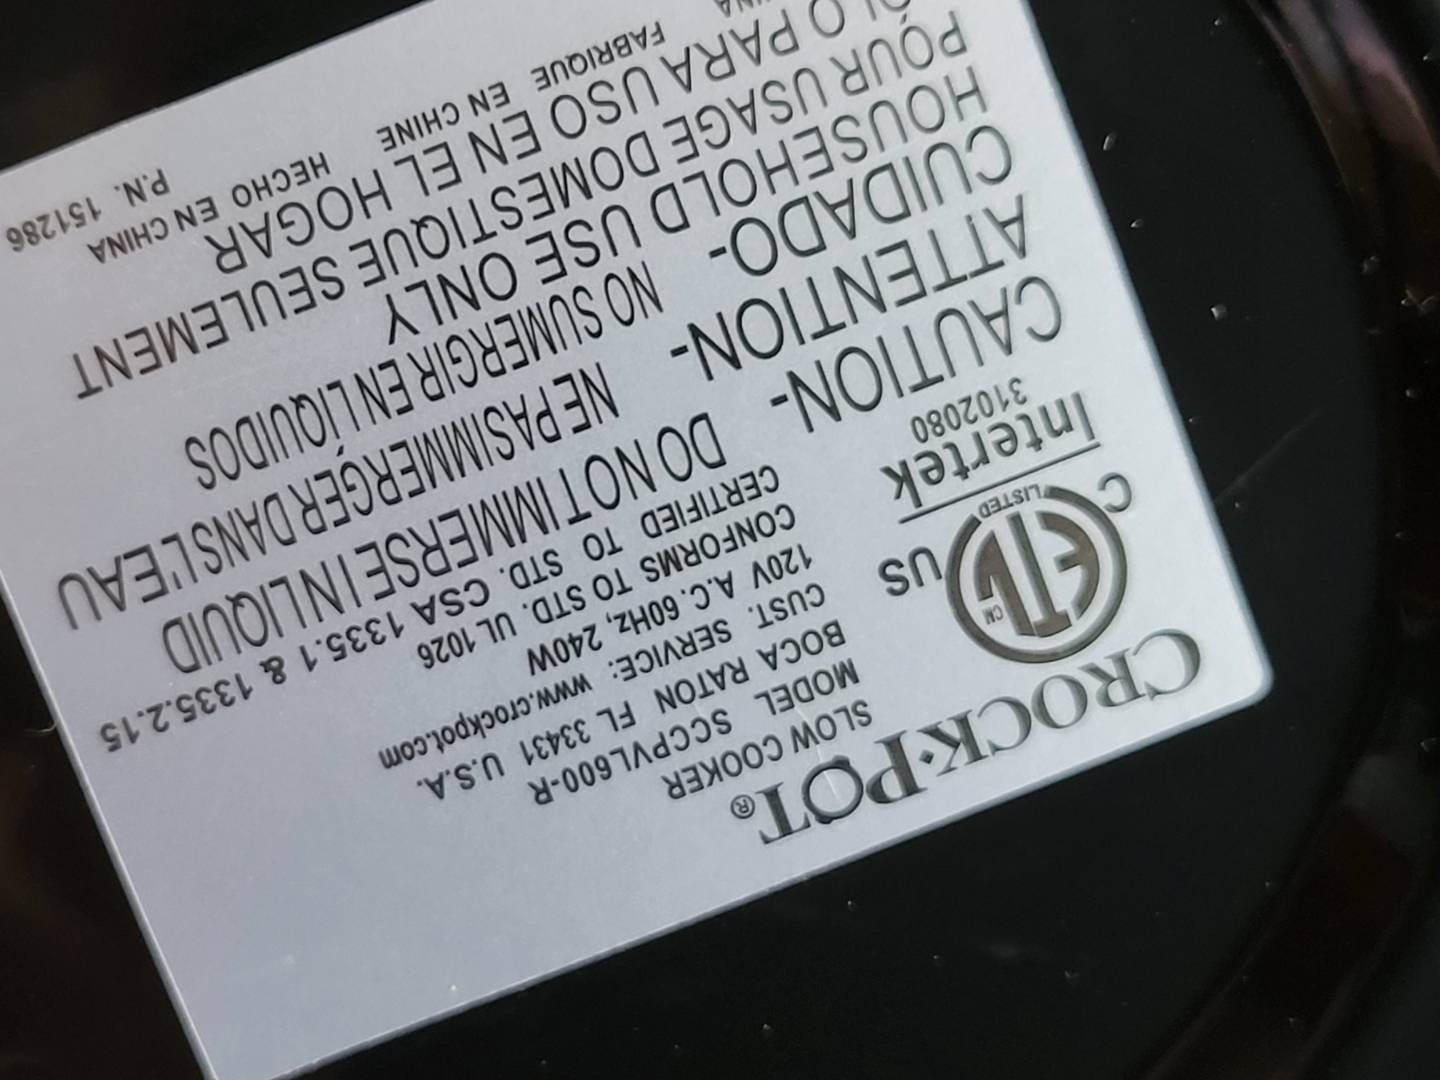 CROCK•POT®
SLOW COOKER
MODEL SCCPVL600-R
BOCA RATON FL 33431 U.S.A.
CUST. SERVICE: www.crockpot.com
120V A.C. 60Hz, 240W
CONFORMS TO STD. UL 1026
CERTIFIED TO STD. CSA 1335.1 & 1335.2.15
C US
ETL CM
LISTED
Intertek
3102080
CAUTION- DO NOT IMMERSE IN LIQUID
ATTENTION- NE PAS IMMERGER DANS L'EAU
CUIDADO- NO SUMERGIR EN LÍQUIDOS
HOUSEHOLD USE ONLY
POUR USAGE DOMESTIQUE SEULEMENT
PARA USO EN EL HOGAR
FABRIQUE EN CHINE HECHO EN CHINA
P.N. 151286